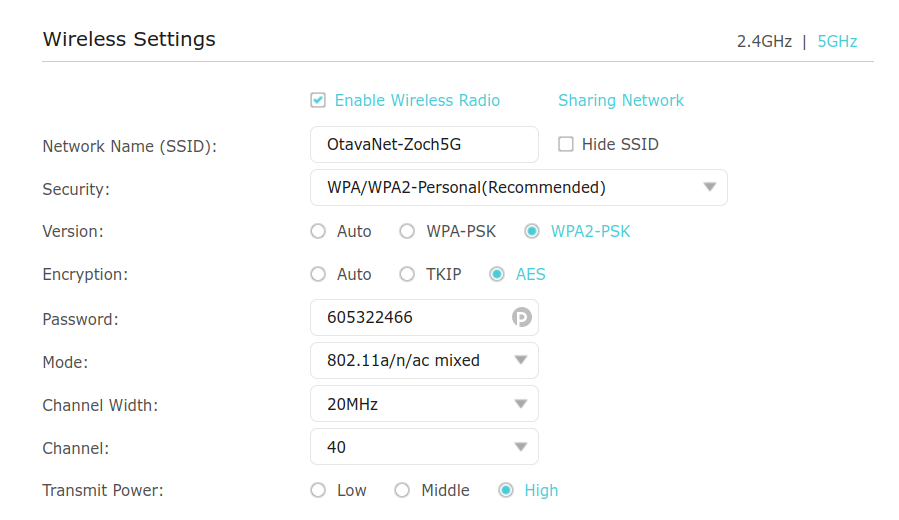 Wireless Settings 2.4GHz | 5GHz
Enable Wireless Radio Sharing Network
Network Name (SSID): OtavaNet-Zoch5G Hide SSID
Security: WPA/WPA2-Personal(Recommended)
Version: Auto WPA-PSK WPA2-PSK
Encryption: Auto TKIP AES
Password: 605322466
Mode: 802.11a/n/ac mixed
Channel Width: 20MHz
Channel: 40
Transmit Power: Low Middle High